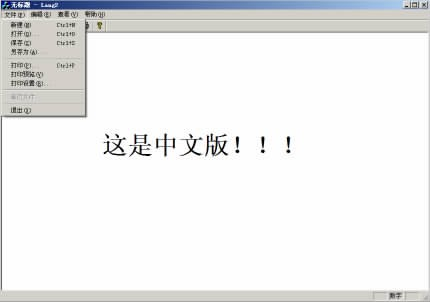 无标题 - Lang2
文件(F) 编辑(E) 查看(V) 帮助(H)
新建(N) Ctrl+N
打开(O)... Ctrl+O
保存(S) Ctrl+S
另存为(A)...
打印(P)... Ctrl+P
打印预览(V)
打印设置(R)...
最近文件
退出(X)
这是中文版！！！
数字